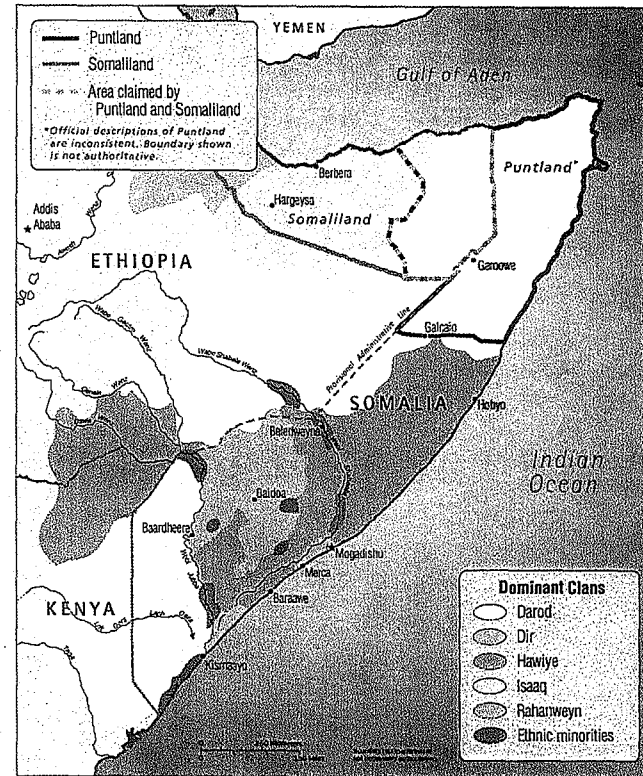 Puntland
Somaliland
Area claimed by
Puntland and Somaliland
*Official descriptions of Puntland
are inconsistent. Boundary shown
is not authoritative.
YEMEN
Gulf of Aden
Berbera
Hargeysa
Somaliland
Puntland*
Addis
Ababa
ETHIOPIA
Garoowe
Provisional Administrative Line
Galcaio
SOMALIA
Hobyo
Beledweyne
Indian
Ocean
Baidoa
Baardheere
Mogadishu
Merca
Baraawe
KENYA
Kismaayo
Dominant Clans
Darod
Dir
Hawiye
Isaaq
Rahanweyn
Ethnic minorities